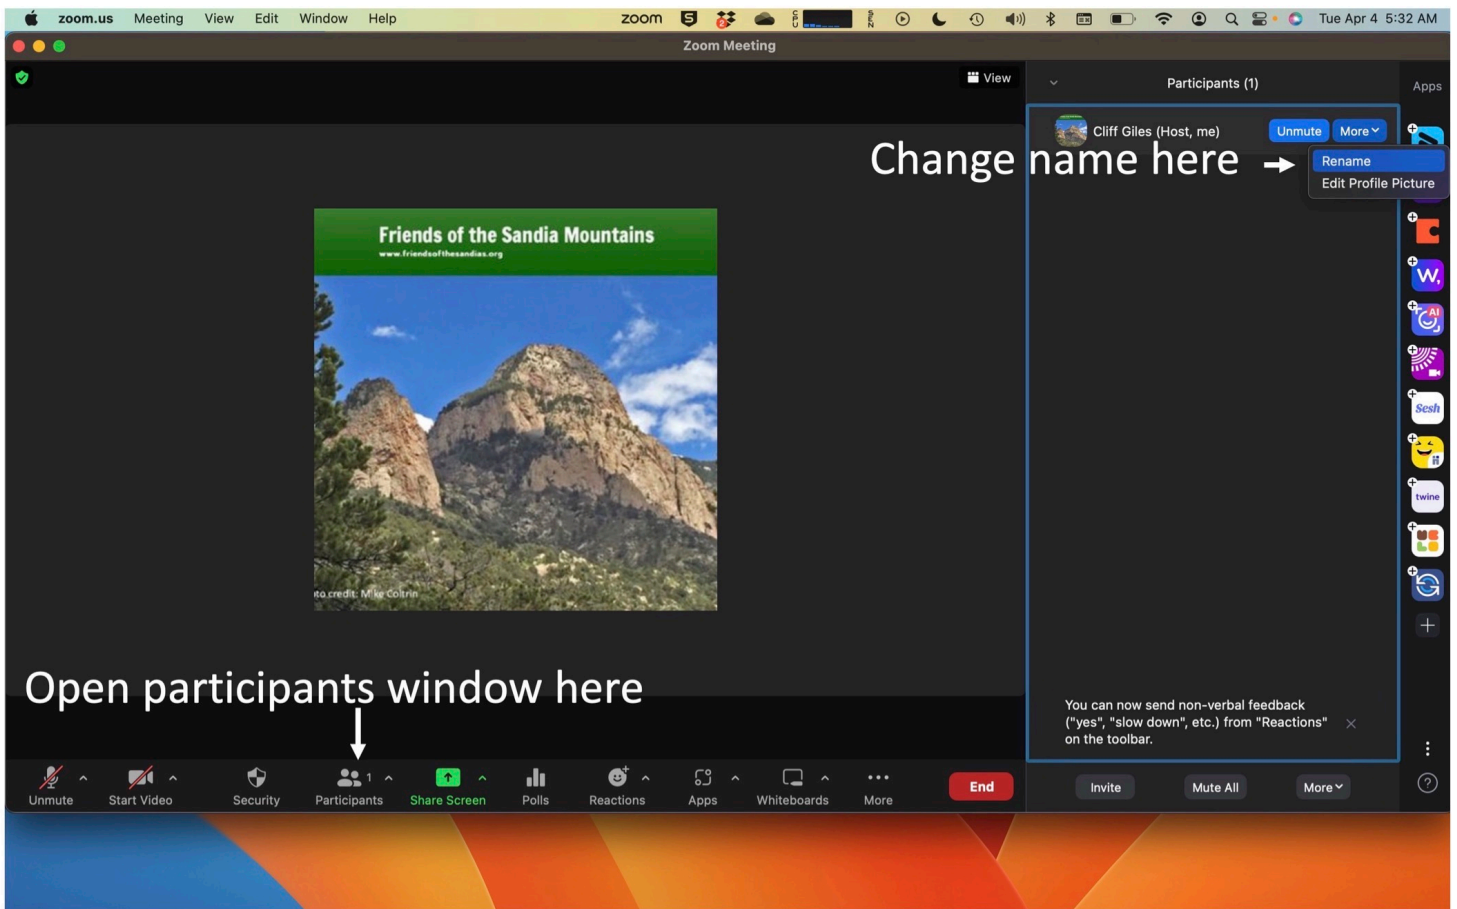 zoom.us Meeting View Edit Window Help zoom 2 CPU SEN Tue Apr 4 5:32 AM
Zoom Meeting
View
Participants (1)
Apps
Cliff Giles (Host, me) Unmute More
Change name here
Rename
Edit Profile Picture
Friends of the Sandia Mountains
www.friendsofthesandias.org
W,
AI
Sesh
twine
credit: Mike Coltrin
Open participants window here
You can now send non-verbal feedback
("yes", "slow down", etc.) from "Reactions"
on the toolbar.
1
Unmute Start Video Security Participants Share Screen Polls Reactions Apps Whiteboards More
End
Invite Mute All More
?